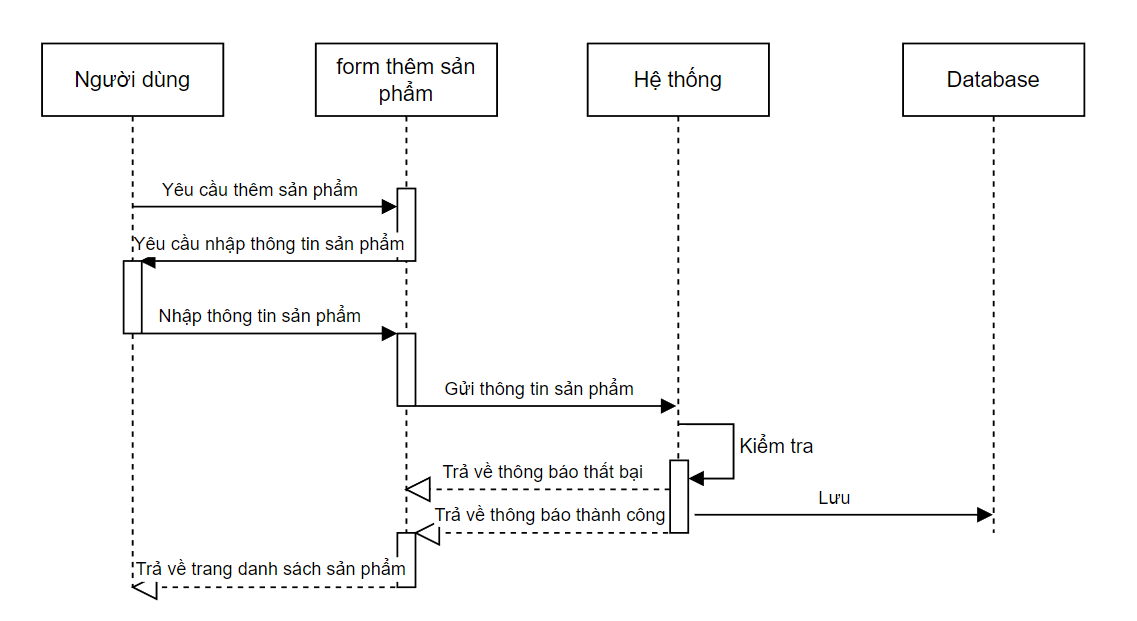 Người dùng
form thêm sản
phẩm
Hệ thống
Database
Yêu cầu thêm sản phẩm
Yêu cầu nhập thông tin sản phẩm
Nhập thông tin sản phẩm
Gửi thông tin sản phẩm
Kiểm tra
Trả về thông báo thất bại
Lưu
Trả về thông báo thành công
Trả về trang danh sách sản phẩm